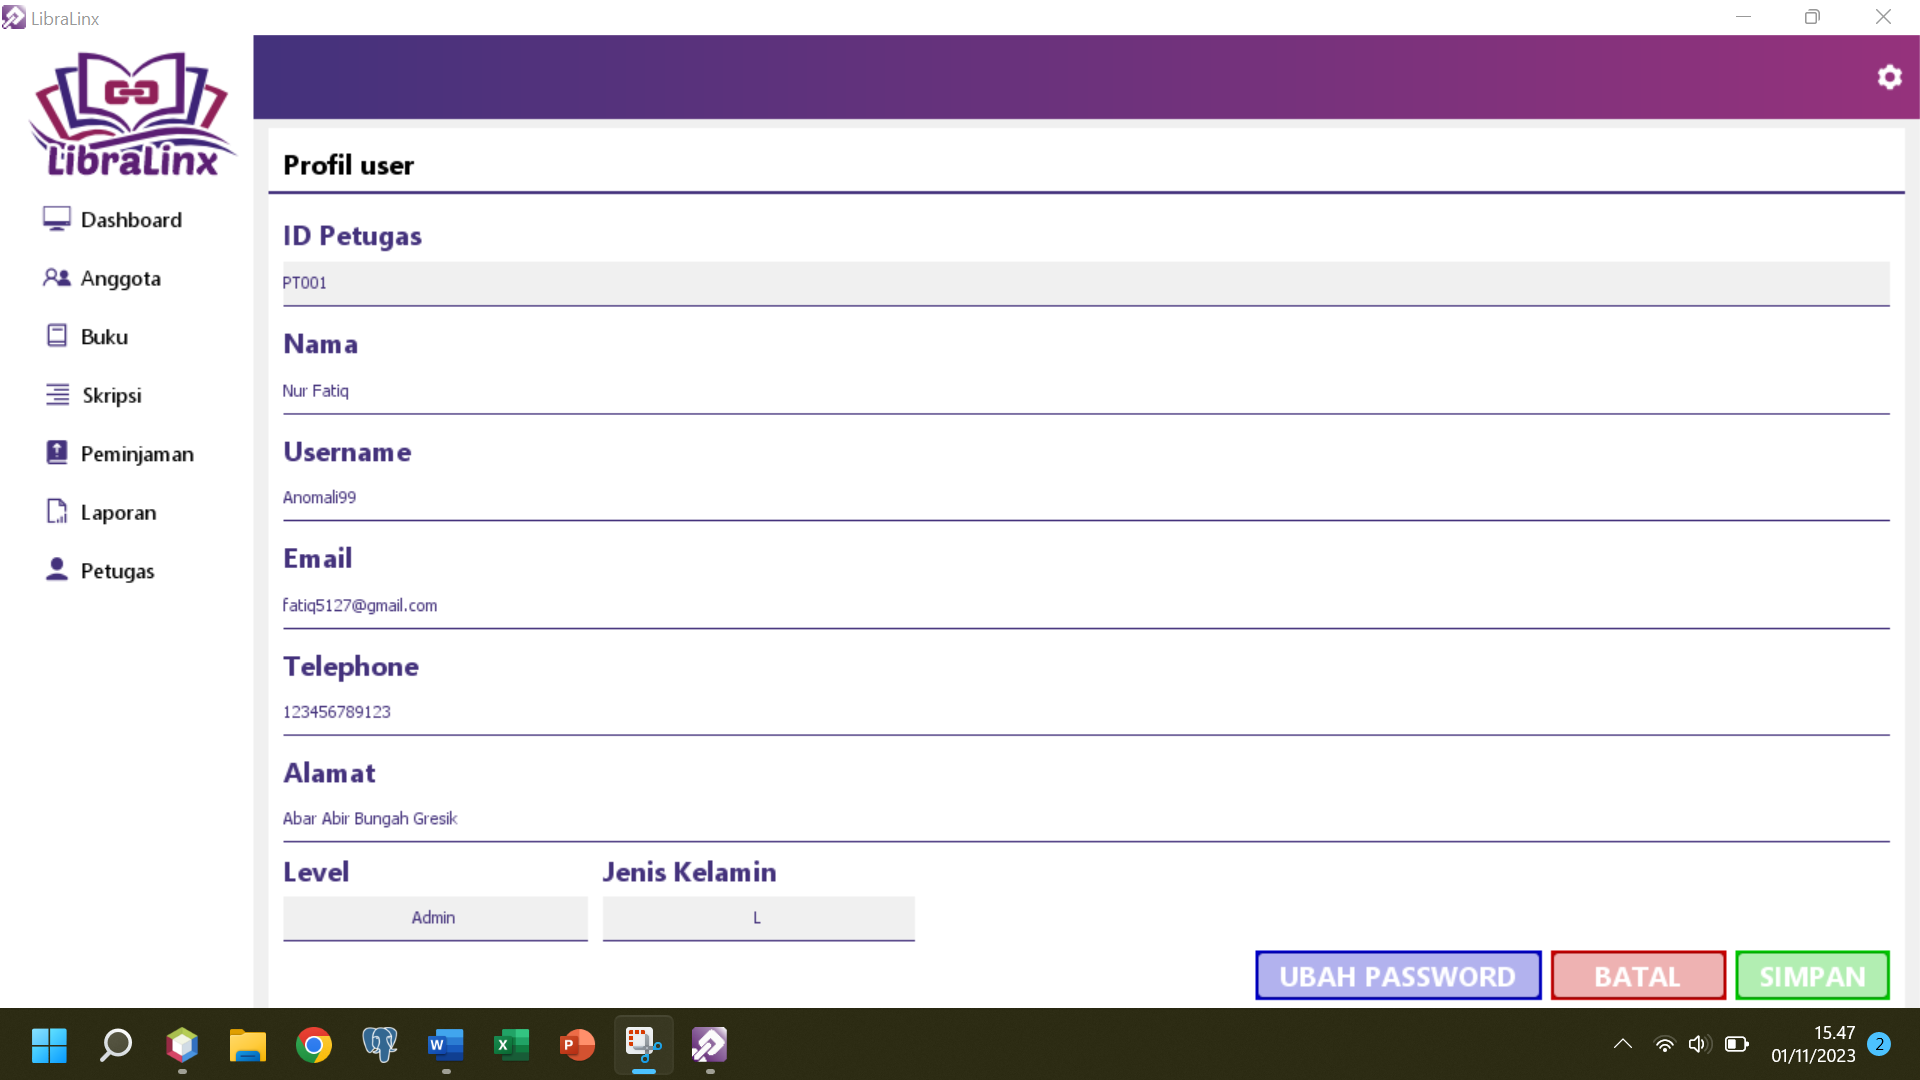 LibraLinx
LibraLinx
Dashboard
Anggota
Buku
Skripsi
Peminjaman
Laporan
Petugas
Profil user
ID Petugas
PT001
Nama
Nur Fatiq
Username
Anomali99
Email
fatiq5127@gmail.com
Telephone
123456789123
Alamat
Abar Abir Bungah Gresik
Level Jenis Kelamin
Admin L
UBAH PASSWORD BATAL SIMPAN
W X P
15.47
01/11/2023 2